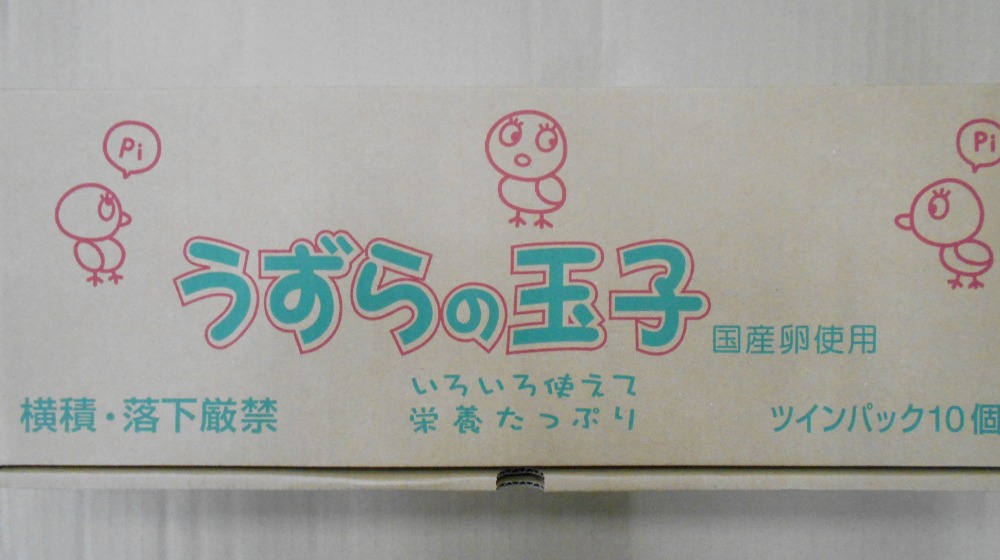 Pi
Pi
うずらの玉子
国産卵使用
いろいろ使えて
栄養たっぷり
横積・落下厳禁
ツインパック10個